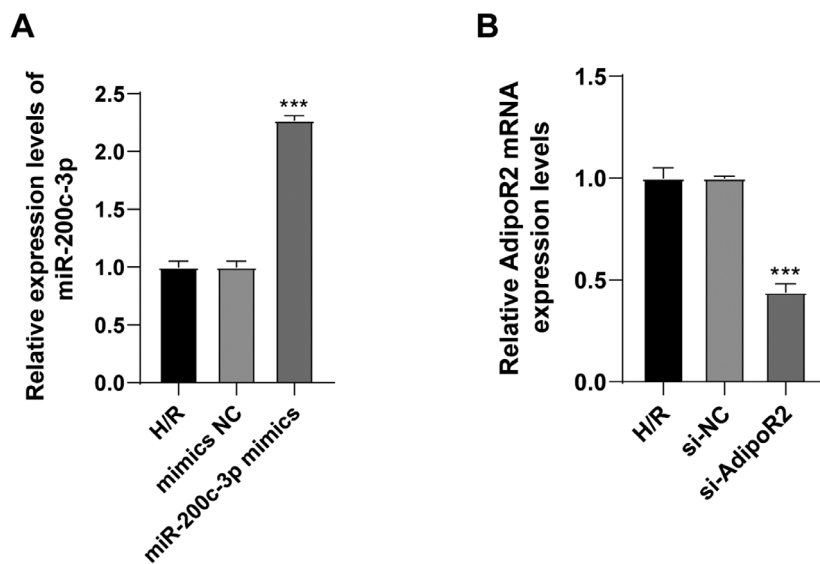 A
Relative expression levels of
miR-200c-3p
2.5
2.0
1.5
1.0
0.5
0.0
***
H/R
mimics NC
miR-200c-3p mimics
B
Relative AdipoR2 mRNA
expression levels
1.5
1.0
0.5
0.0
***
H/R
si-NC
si-AdipoR2